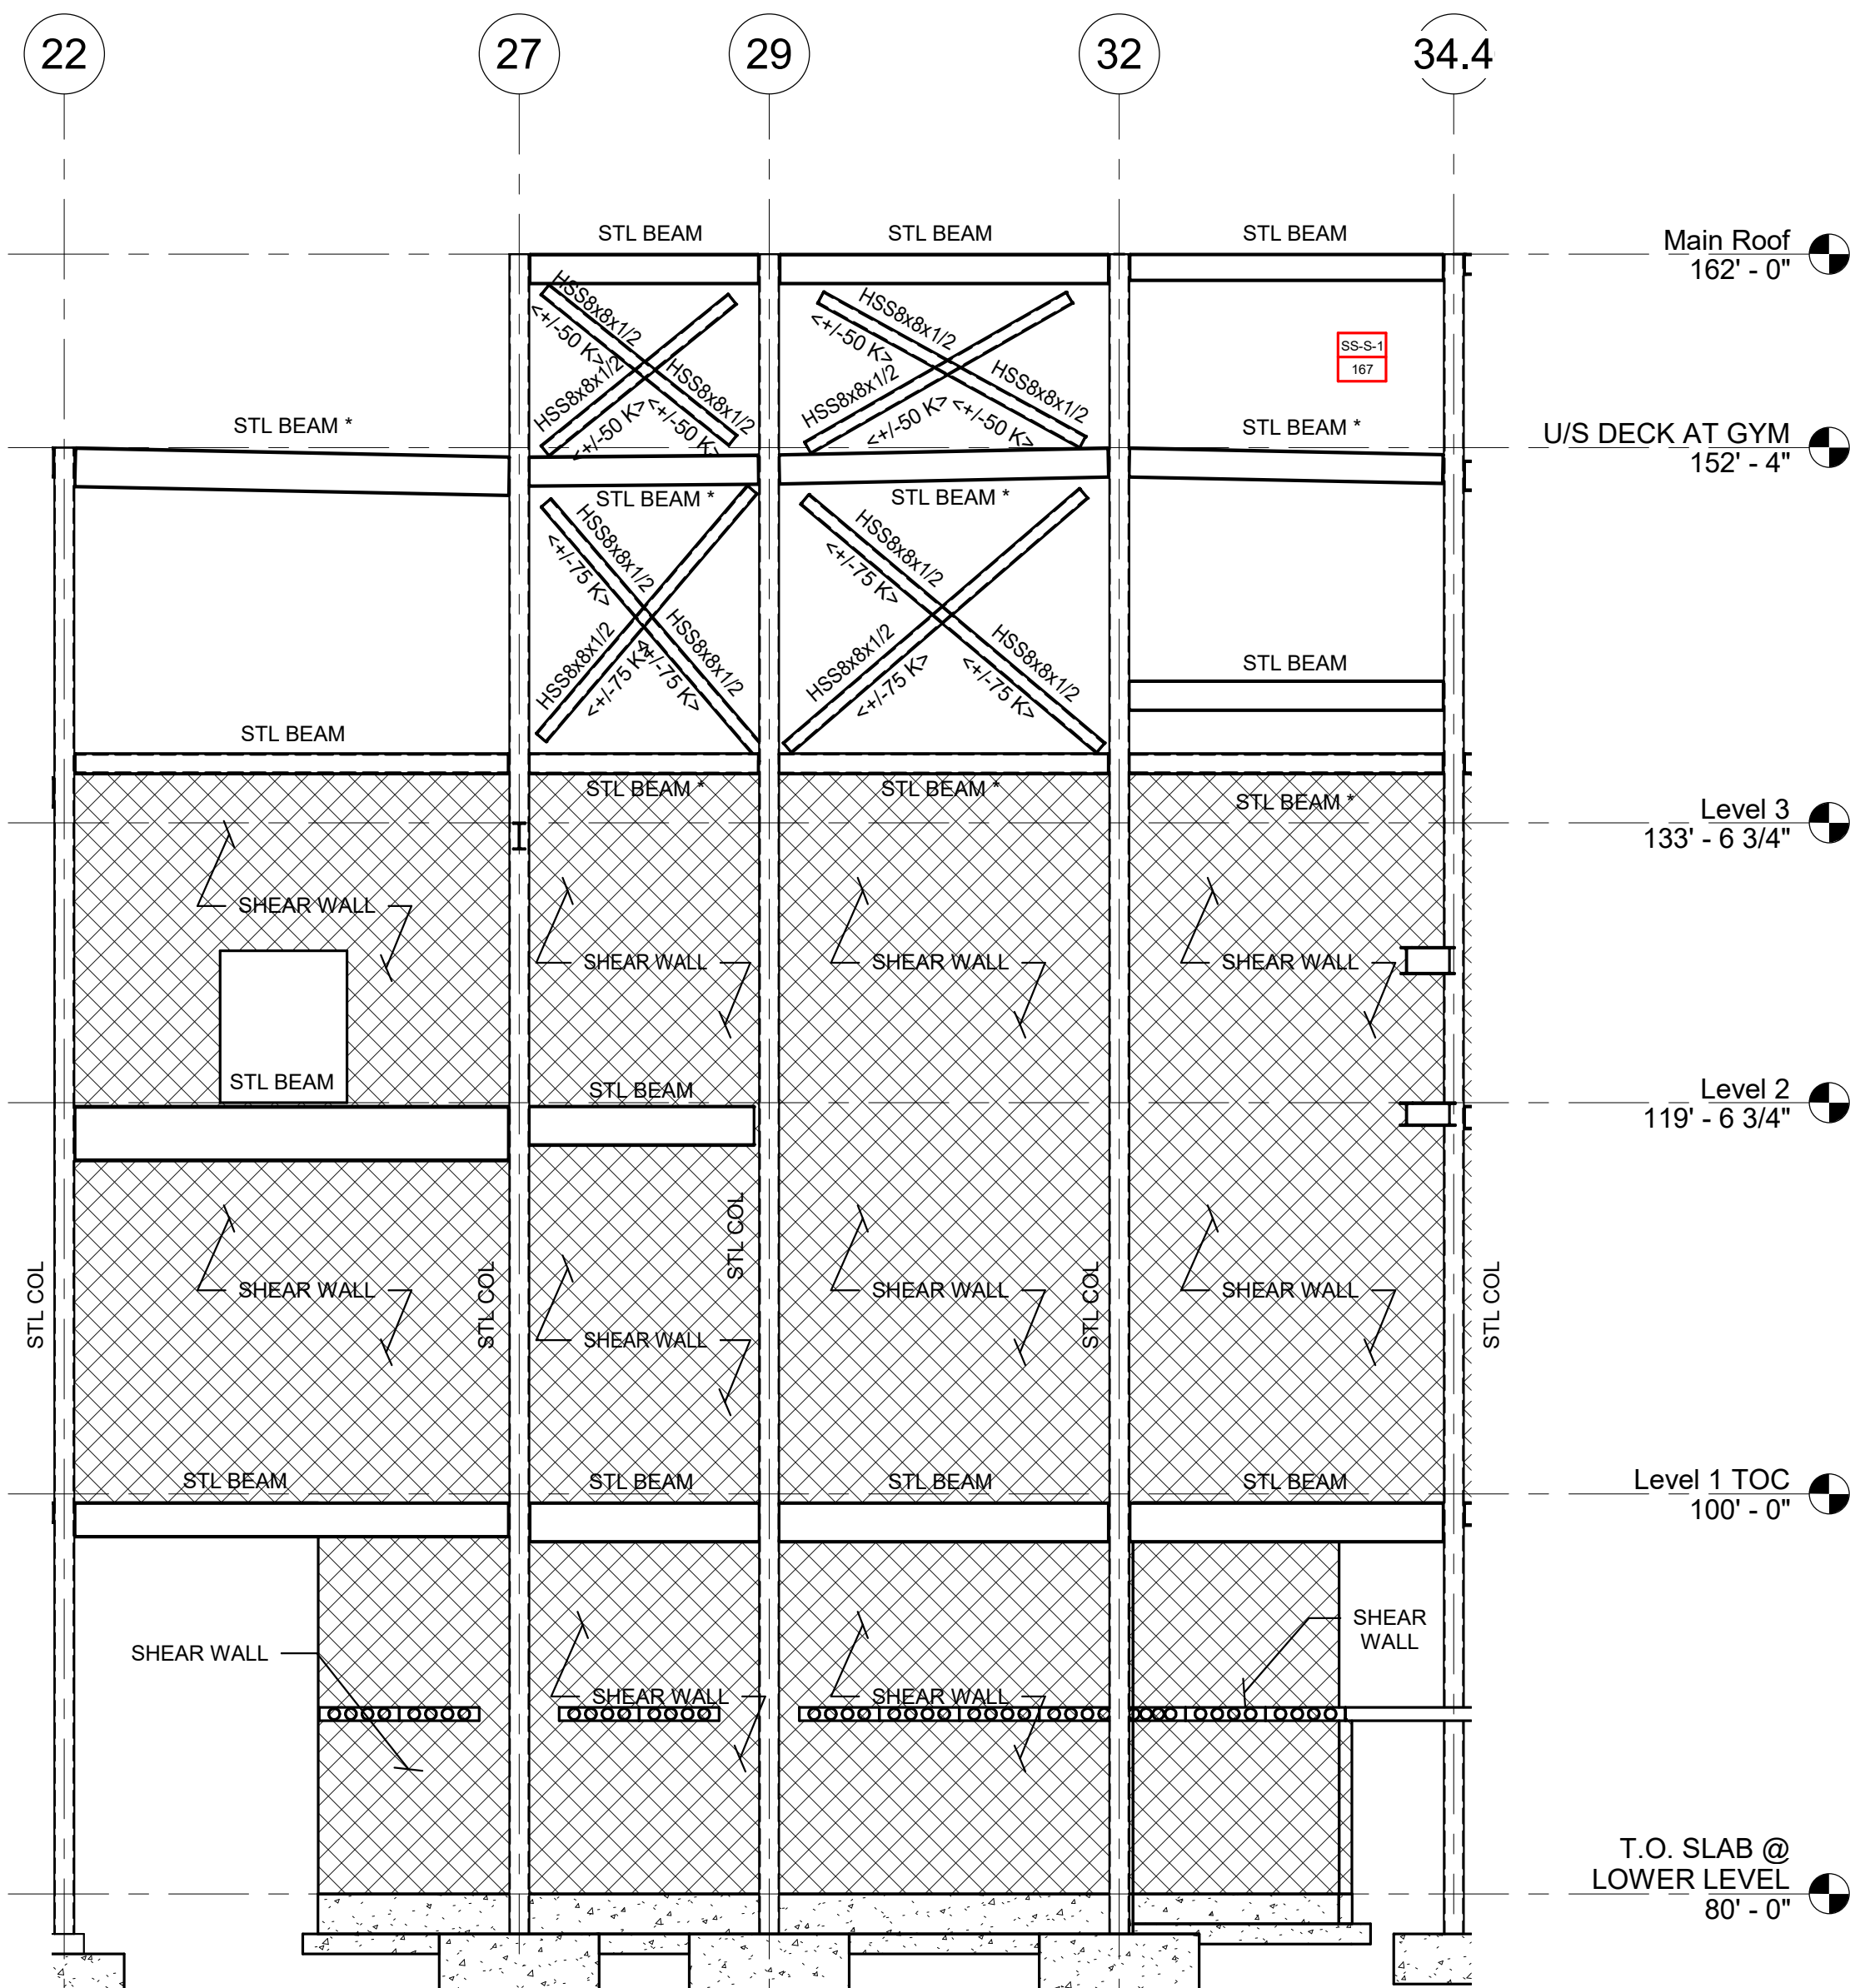 22
27
29
32
34.4
STL BEAM
STL BEAM
STL BEAM
Main Roof
162' - 0"
HSS8x8x1/2
<+/-50 K>
HSS8x8x1/2
HSS8x8x1/2
<+/-50 K>
<+/-50 K>
HSS8x8x1/2
<+/-50 K>
HSS8x8x1/2
HSS8x8x1/2
<+/-50 K>
<+/-50 K>
SS-S-1
167
STL BEAM *
STL BEAM *
U/S DECK AT GYM
152' - 4"
STL BEAM *
STL BEAM *
HSS8x8x1/2
<+/-75 K>
HSS8x8x1/2
HSS8x8x1/2
<+/-75 K>
<+/-75 K>
HSS8x8x1/2
<+/-75 K>
HSS8x8x1/2
HSS8x8x1/2
<+/-75 K>
<+/-75 K>
STL BEAM
STL BEAM
STL BEAM *
STL BEAM *
STL BEAM *
Level 3
133' - 6 3/4"
SHEAR WALL
SHEAR WALL
SHEAR WALL
SHEAR WALL
STL BEAM
STL BEAM
Level 2
119' - 6 3/4"
STL COL
STL COL
STL COL
STL COL
STL COL
SHEAR WALL
SHEAR WALL
SHEAR WALL
SHEAR WALL
STL BEAM
STL BEAM
STL BEAM
STL BEAM
Level 1 TOC
100' - 0"
SHEAR WALL
SHEAR WALL
SHEAR WALL
SHEAR
WALL
T.O. SLAB @
LOWER LEVEL
80' - 0"